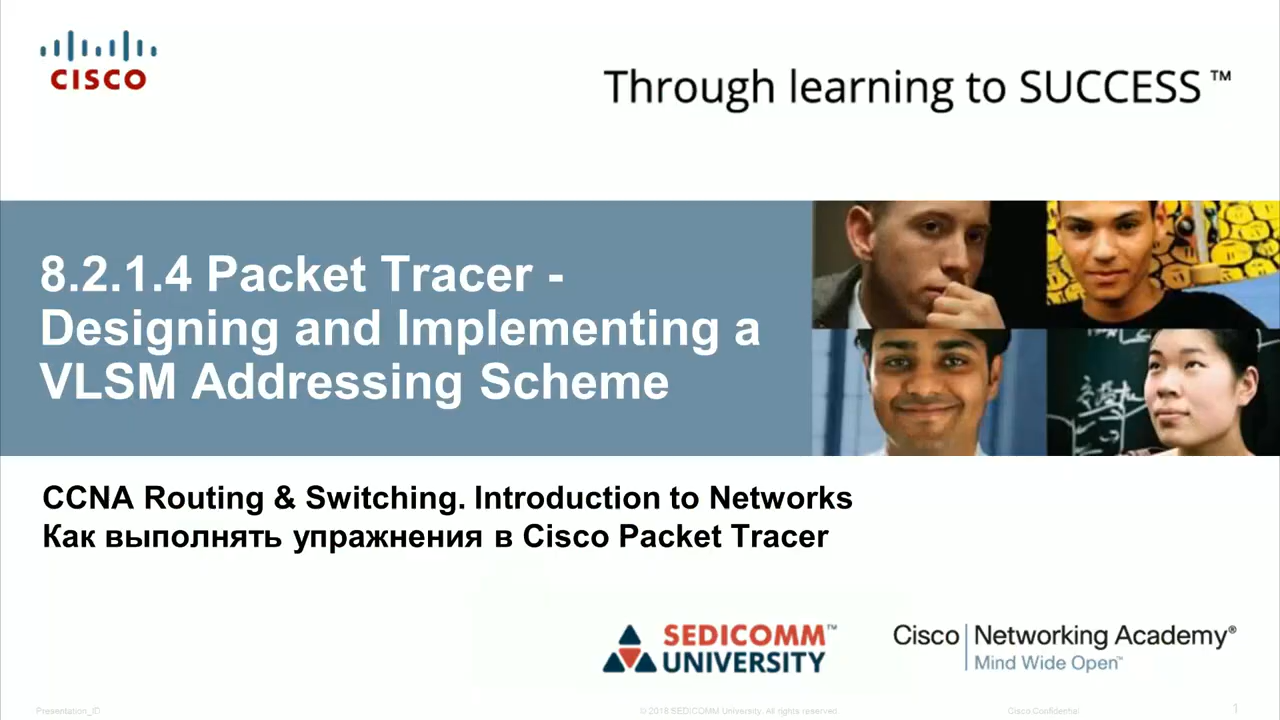 CISCO
Through learning to SUCCESS™
8.2.1.4 Packet Tracer -
Designing and Implementing a
VLSM Addressing Scheme
CCNA Routing & Switching. Introduction to Networks
Как выполнять упражнения в Cisco Packet Tracer
SEDICOMM™
UNIVERSITY
Cisco Networking Academy®
Mind Wide Open™
Presentation_ID
© 2018 SEDICOMM University. All rights reserved.
Cisco Confidential
1